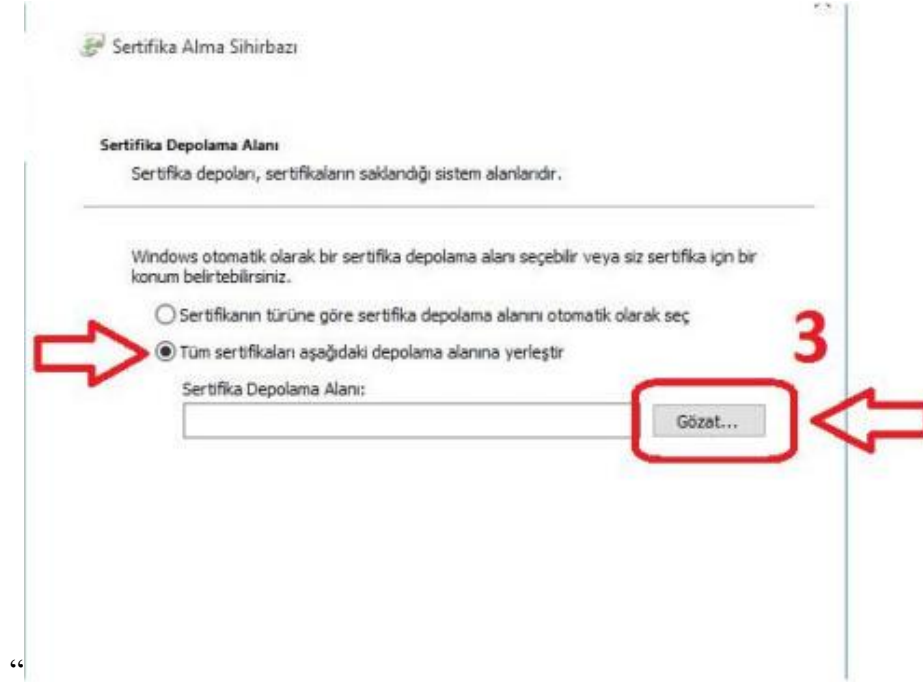 Sertifika Alma Sihirbazı
Sertifika Depolama Alanı
Sertifika depoları, sertifikaların saklandığı sistem alanlarıdır.
Windows otomatik olarak bir sertifika depolama alanı seçebilir veya siz sertifika için bir
konum belirtebilirsiniz.
Sertifikanın türüne göre sertifika depolama alanını otomatik olarak seç
3
Tüm sertifikaları aşağıdaki depolama alanına yerleştir
Sertifika Depolama Alanı:
Gözat...
“